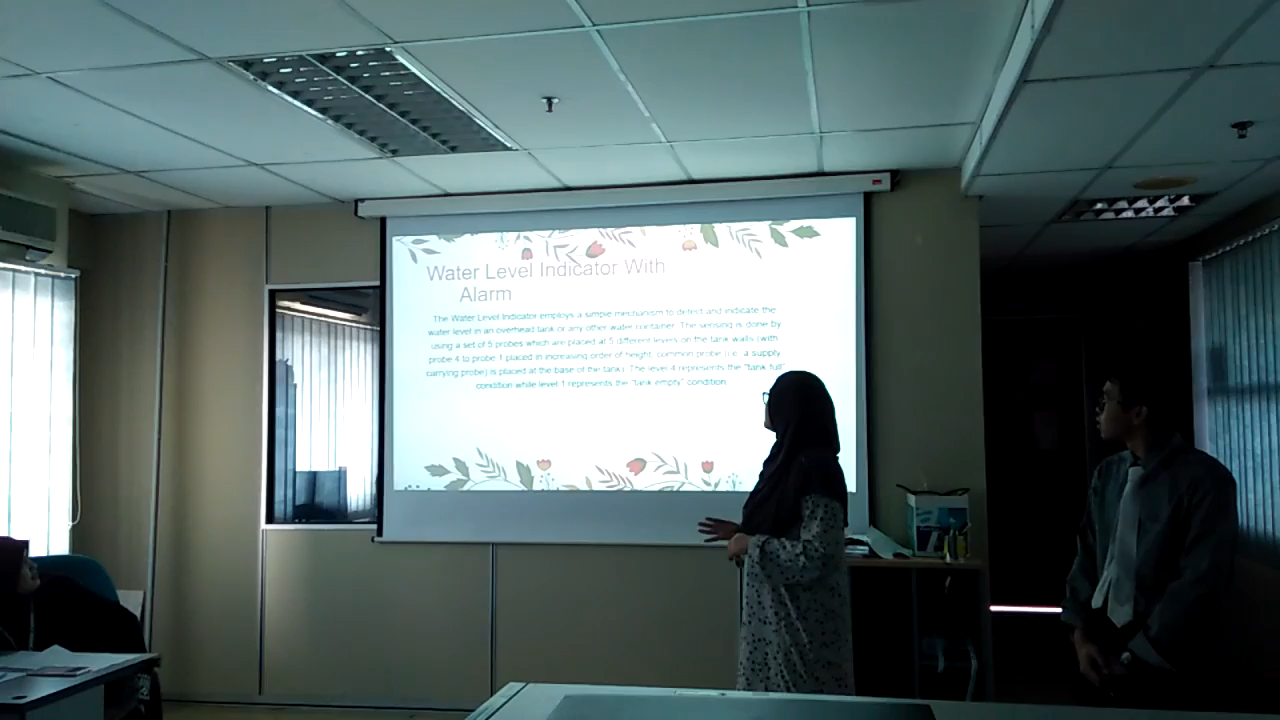 Water Level Indicator With
Alarm
The Water Level Indicator employs a simple mechanism to detect and indicate the
water level in an overhead tank or any other water container. The sensing is done by
using a set of 5 probes which are placed at 5 different levels on the tank walls (with
probe 4 to probe 1 placed in increasing order of height, common probe (i.e. a supply
carrying probe) is placed at the base of the tank). The level 4 represents the "tank full"
condition while level 1 represents the "tank empty" condition.